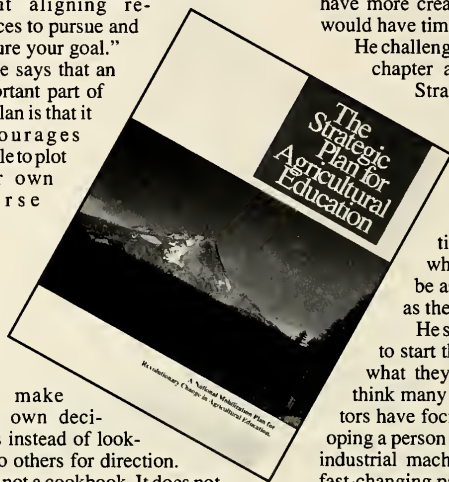 t aligning re-
ces to pursue and
ure your goal.”
e says that an
ortant part of
lan is that it
ourages
le to plot
r own
rse
make
own deci-
s instead of look-
o others for direction.
not a cookbook. It does not
The
Strategic
Plan for
Agricultural
Education
A National Mobilization Plan for
Revolutionary Change in Agricultural Education.
have more crea
would have tim
He challeng
chapter a
Stra
ti
wh
be a
as the
He s
to start th
what they
think many
tors have foc
oping a person
industrial mach
fast-changing p